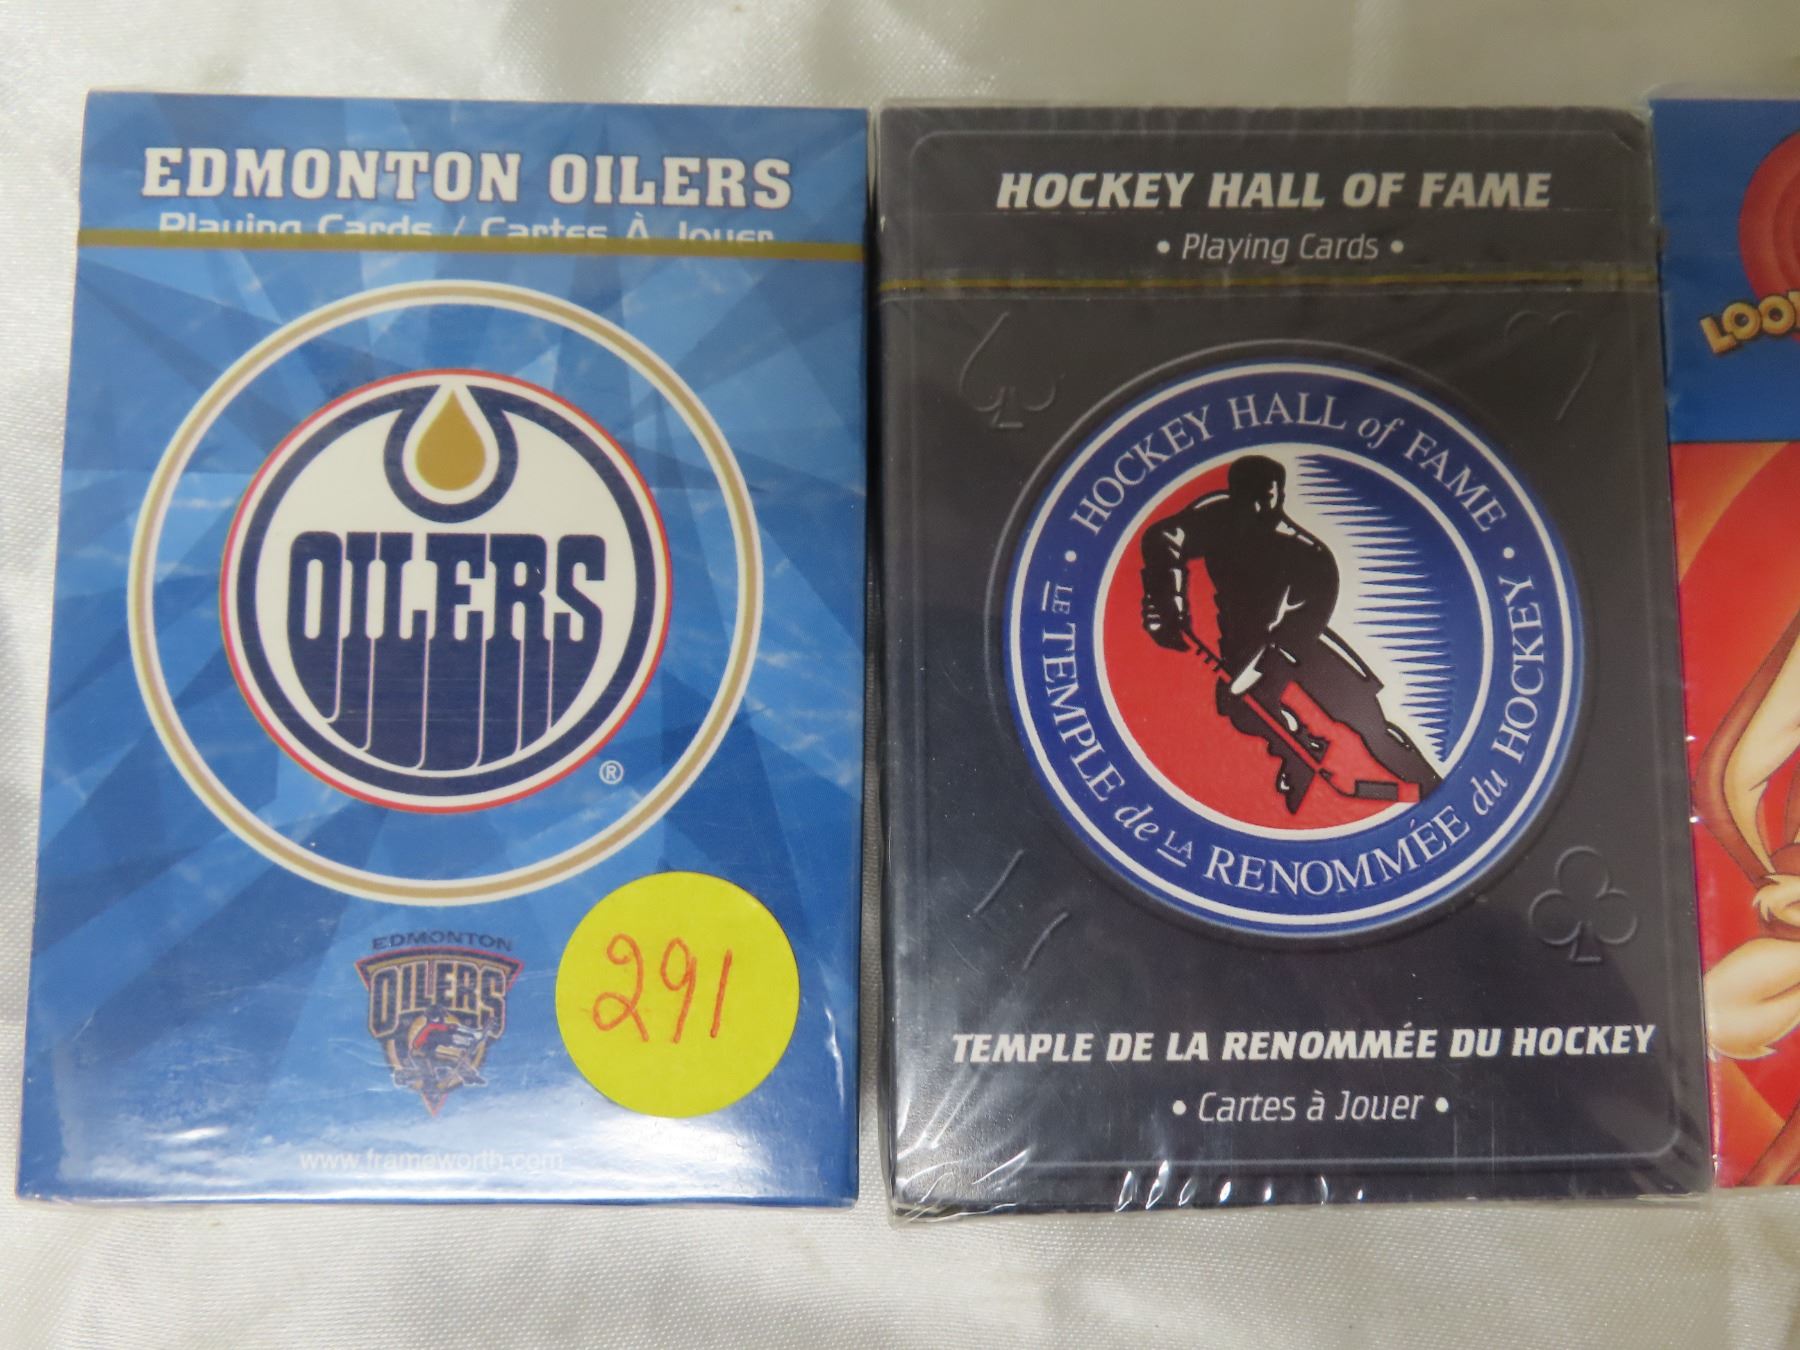 EDMONTON OILERS
Playing Cards / Cartes À Jouer
OILERS
®
EDMONTON
OILERS
291
www.frameworth.com
HOCKEY HALL OF FAME
• Playing Cards •
• HOCKEY HALL of FAME •
LE TEMPLE de LA RENOMMÉE du HOCKEY
TEMPLE DE LA RENOMMÉE DU HOCKEY
• Cartes à Jouer •